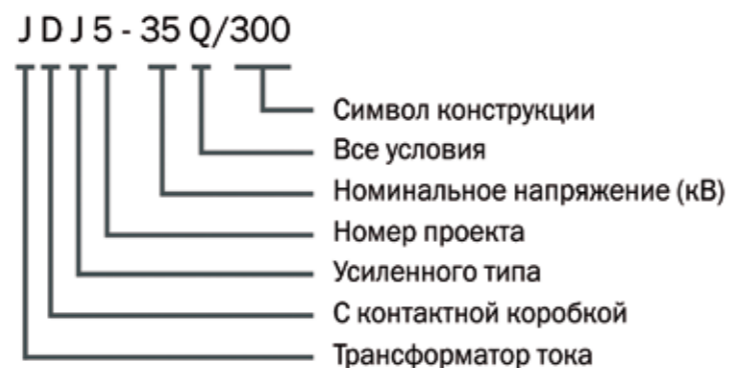 JDJ5-35Q/300
Символ конструкции
Все условия
Номинальное напряжение (кВ)
Номер проекта
Усиленного типа
С контактной коробкой
Трансформатор тока